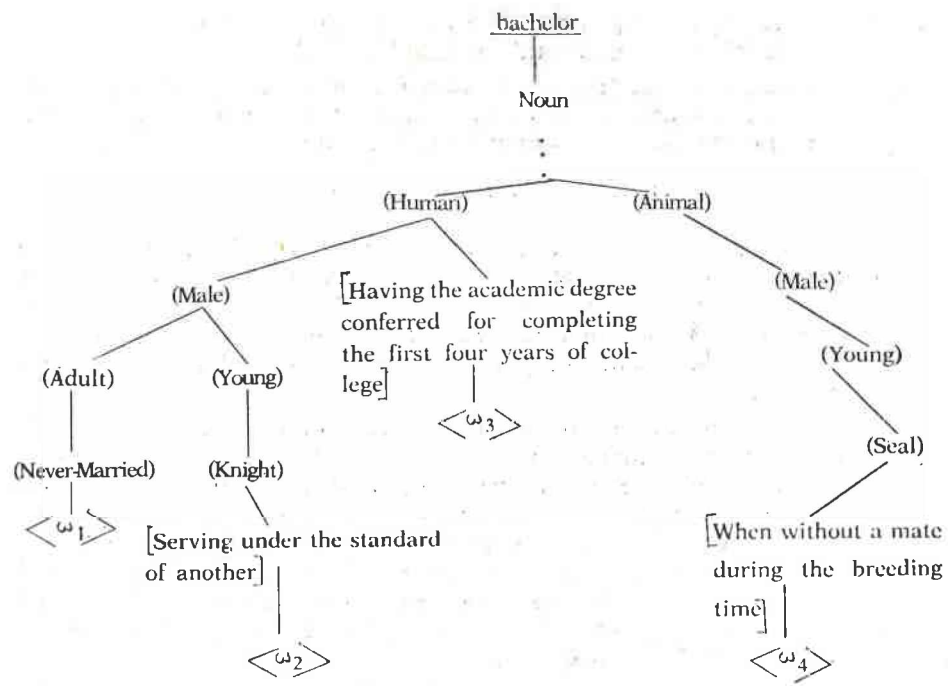 bachelor
Noun
(Human)
(Animal)
(Male)
[Having the academic degree
conferred for completing
the first four years of col-
lege]
(Male)
(Adult)
(Young)
(Young)
<ω3>
(Never-Married)
(Knight)
(Seal)
<ω1>
[Serving under the standard
of another]
[When without a mate
during the breeding
time]
<ω2>
<ω4>